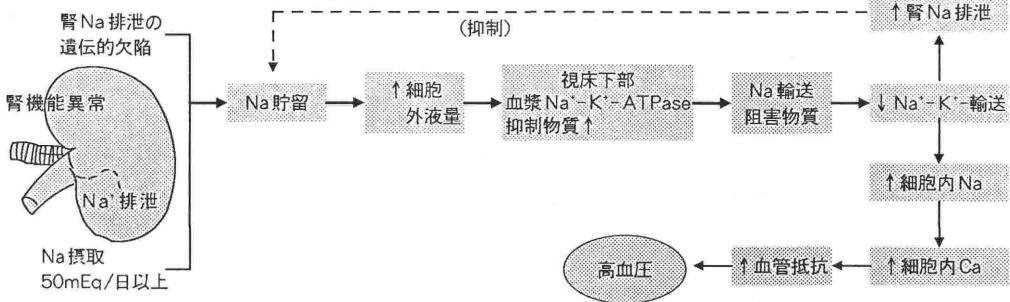 腎Na排泄の
遺伝的欠陥
腎機能異常
Na⁺排泄
Na摂取
50mEq/日以上
Na貯留
(抑制)
↑細胞
外液量
視床下部
血漿Na⁺-K⁺-ATPase
抑制物質↑
Na輸送
阻害物質
↑腎Na排泄
↓Na⁺-K⁺-輸送
↑細胞内Na
↑細胞内Ca
↑血管抵抗
高血圧